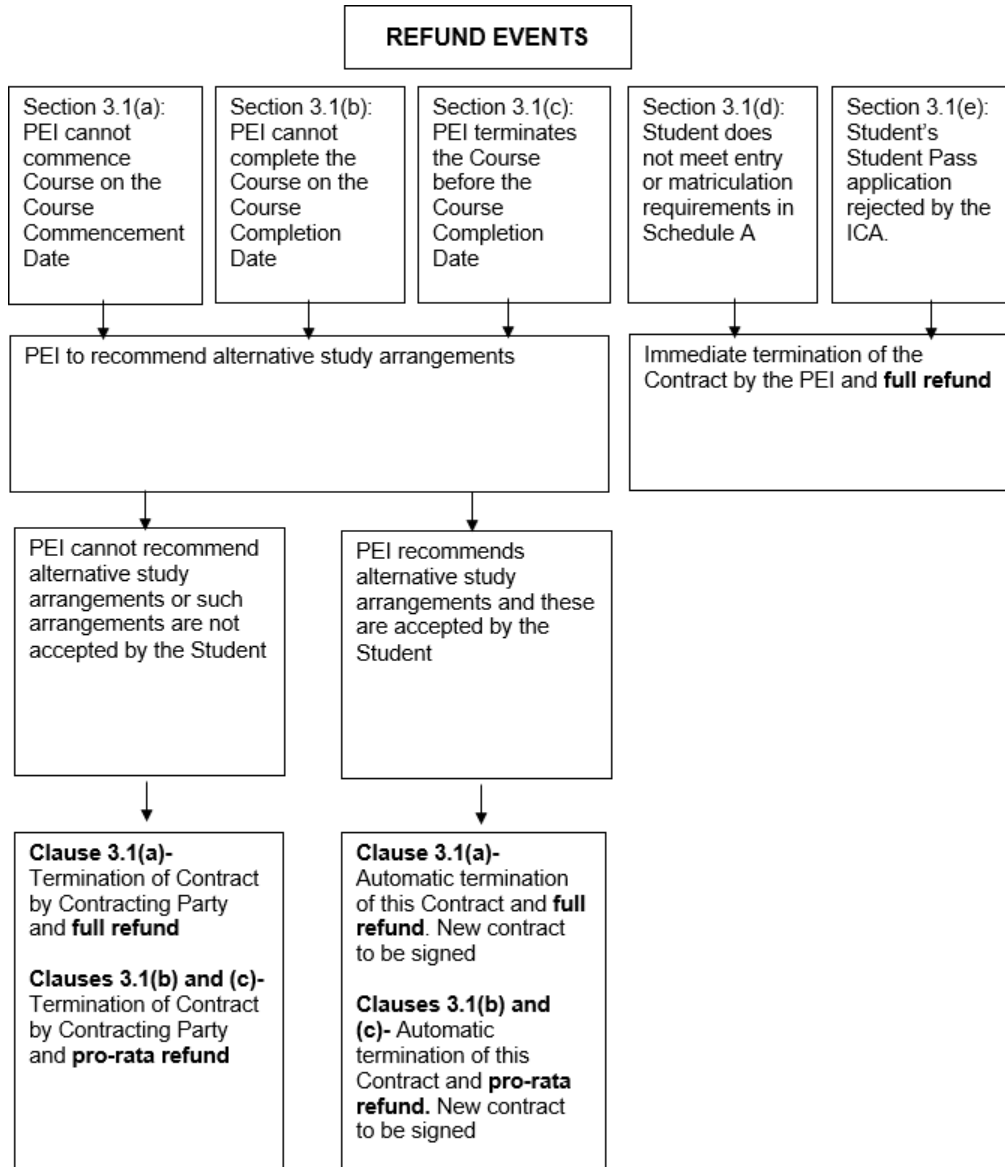 REFUND EVENTS
Section 3.1(a):
PEI cannot
commence
Course on the
Course
Commencement
Date
Section 3.1(b):
PEI cannot
complete the
Course on the
Course
Completion
Date
Section 3.1(c):
PEI terminates
the Course
before the
Course
Completion
Date
Section 3.1(d):
Student does
not meet entry
or matriculation
requirements in
Schedule A
Section 3.1(e):
Student's
Student Pass
application
rejected by the
ICA.
PEI to recommend alternative study arrangements
Immediate termination of the
Contract by the PEI and full refund
PEI cannot recommend
alternative study
arrangements or such
arrangements are not
accepted by the Student
PEI recommends
alternative study
arrangements and these
are accepted by the
Student
Clause 3.1(a)-
Termination of Contract
by Contracting Party
and full refund
Clauses 3.1(b) and (c)-
Termination of Contract
by Contracting Party
and pro-rata refund
Clause 3.1(a)-
Automatic termination
of this Contract and full
refund. New contract
to be signed
Clauses 3.1(b) and
(c)- Automatic
termination of this
Contract and pro-rata
refund. New contract
to be signed